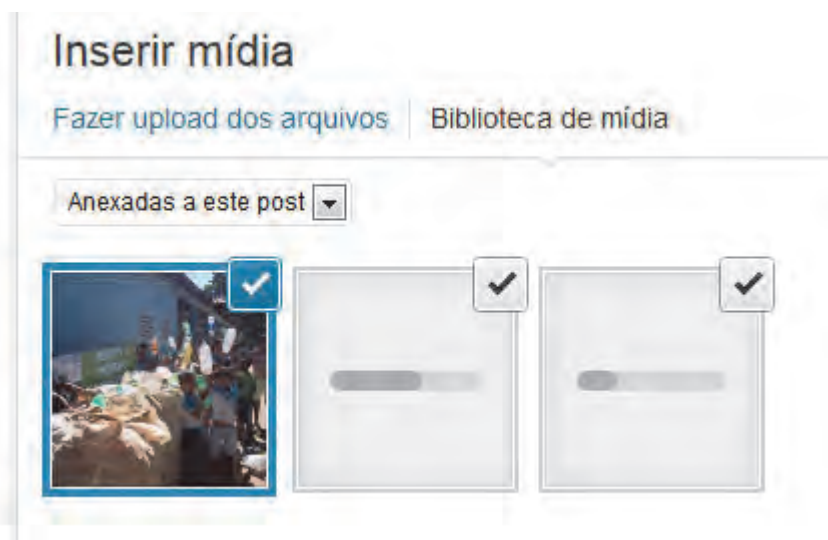 Inserir mídia
Fazer upload dos arquivos Biblioteca de mídia
Anexadas a este post